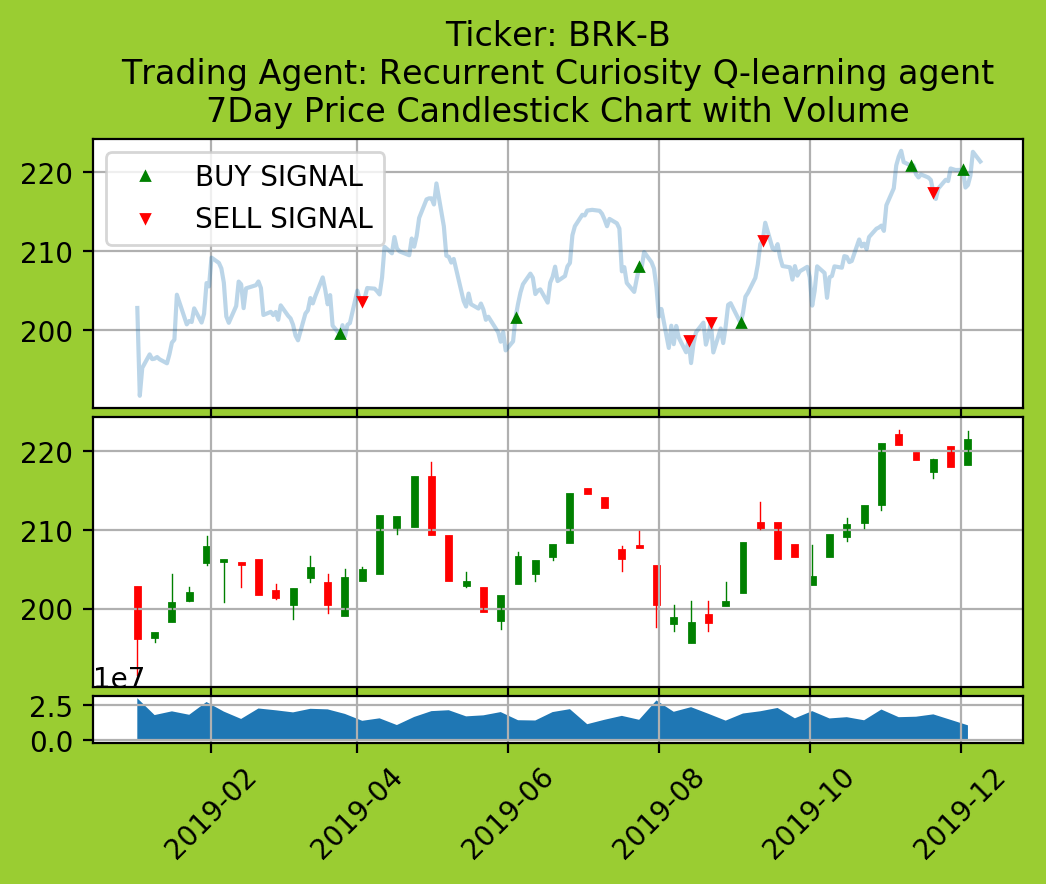 Ticker: BRK-B
Trading Agent: Recurrent Curiosity Q-learning agent
7Day Price Candlestick Chart with Volume
BUY SIGNAL
SELL SIGNAL
220
210
200
220
210
200
1e7
2.5
0.0
2019-02
2019-04
2019-06
2019-08
2019-10
2019-12